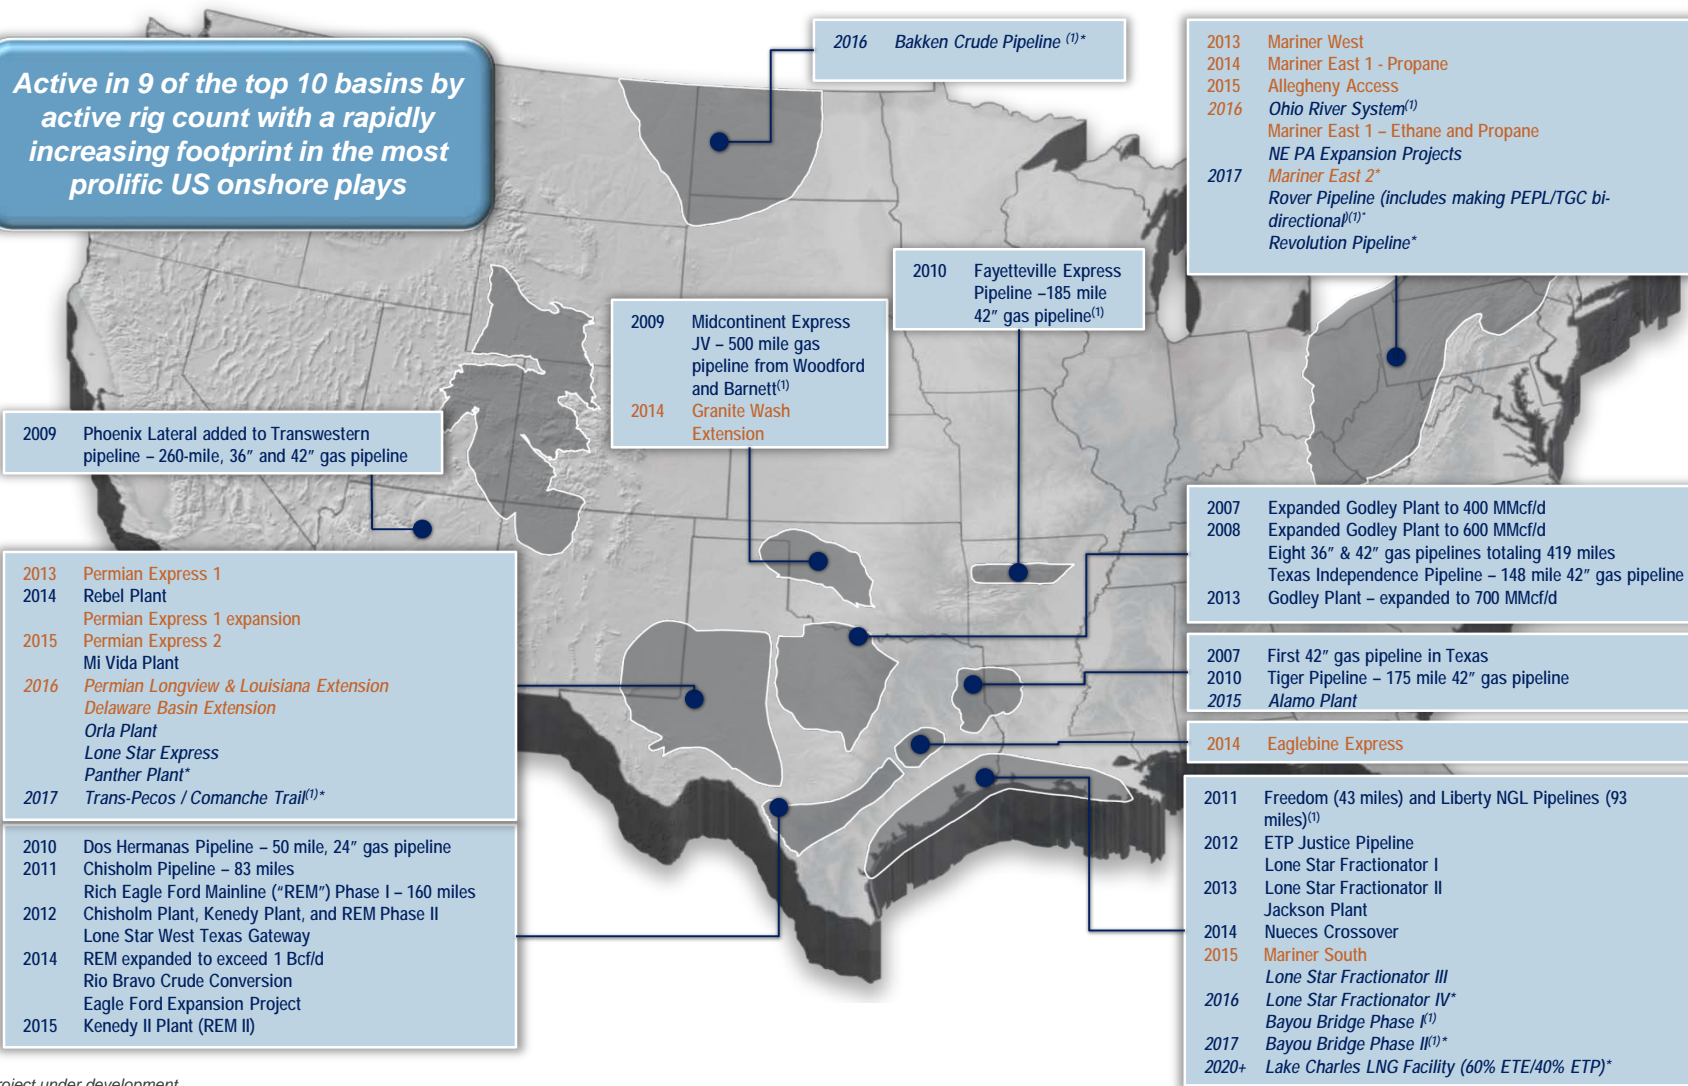 Active in 9 of the top 10 basins by
active rig count with a rapidly
increasing footprint in the most
prolific US onshore plays
2016 Bakken Crude Pipeline (1)*
2013 Mariner West
2014 Mariner East 1 - Propane
2015 Allegheny Access
2016 Ohio River System(1)
Mariner East 1 – Ethane and Propane
NE PA Expansion Projects
2017 Mariner East 2*
Rover Pipeline (includes making PEPL/TGC bi-
directional)(1)*
Revolution Pipeline*
2010 Fayetteville Express
Pipeline –185 mile
42” gas pipeline(1)
2009 Midcontinent Express
JV – 500 mile gas
pipeline from Woodford
and Barnett(1)
2014 Granite Wash
Extension
2009 Phoenix Lateral added to Transwestern
pipeline – 260-mile, 36” and 42” gas pipeline
2007 Expanded Godley Plant to 400 MMcf/d
2008 Expanded Godley Plant to 600 MMcf/d
Eight 36” & 42” gas pipelines totaling 419 miles
Texas Independence Pipeline – 148 mile 42” gas pipeline
2013 Godley Plant – expanded to 700 MMcf/d
2013 Permian Express 1
2014 Rebel Plant
Permian Express 1 expansion
2015 Permian Express 2
Mi Vida Plant
2016 Permian Longview & Louisiana Extension
Delaware Basin Extension
Orla Plant
Lone Star Express
Panther Plant*
2017 Trans-Pecos / Comanche Trail(1)*
2007 First 42” gas pipeline in Texas
2010 Tiger Pipeline – 175 mile 42” gas pipeline
2015 Alamo Plant
2014 Eaglebine Express
2010 Dos Hermanas Pipeline – 50 mile, 24” gas pipeline
2011 Chisholm Pipeline – 83 miles
Rich Eagle Ford Mainline (“REM”) Phase I – 160 miles
2012 Chisholm Plant, Kenedy Plant, and REM Phase II
Lone Star West Texas Gateway
2014 REM expanded to exceed 1 Bcf/d
Rio Bravo Crude Conversion
Eagle Ford Expansion Project
2015 Kenedy II Plant (REM II)
2011 Freedom (43 miles) and Liberty NGL Pipelines (93
miles)(1)
2012 ETP Justice Pipeline
Lone Star Fractionator I
2013 Lone Star Fractionator II
Jackson Plant
2014 Nueces Crossover
2015 Mariner South
Lone Star Fractionator III
2016 Lone Star Fractionator IV*
Bayou Bridge Phase I(1)
2017 Bayou Bridge Phase II(1)*
2020+ Lake Charles LNG Facility (60% ETE/40% ETP)*